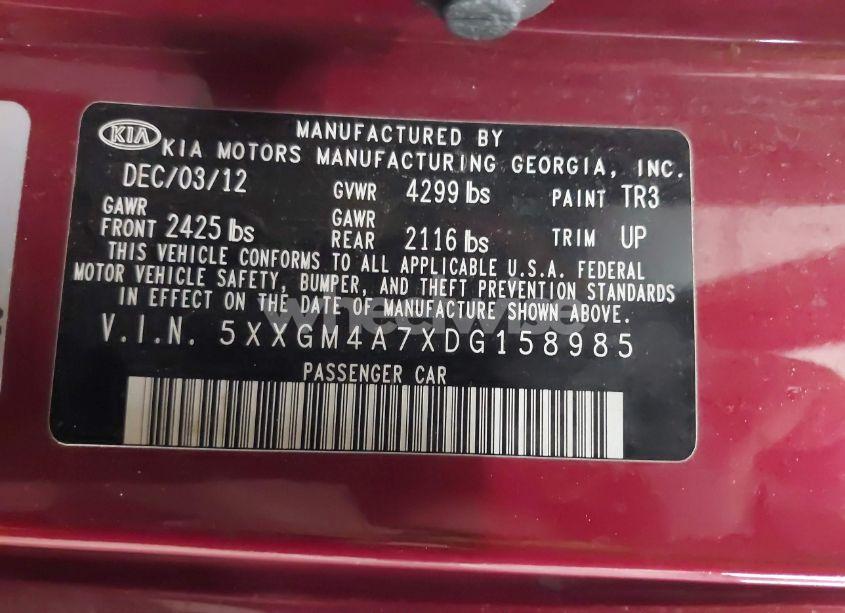 KIA
MANUFACTURED BY
KIA MOTORS MANUFACTURING GEORGIA, INC.
DEC/03/12 GVWR 4299 lbs PAINT TR3
GAWR FRONT 2425 lbs GAWR REAR 2116 lbs TRIM UP
THIS VEHICLE CONFORMS TO ALL APPLICABLE U.S.A. FEDERAL
MOTOR VEHICLE SAFETY, BUMPER, AND THEFT PREVENTION STANDARDS
IN EFFECT ON THE DATE OF MANUFACTURE SHOWN ABOVE.
V.I.N. 5XXGM4A7XDG158985
PASSENGER CAR